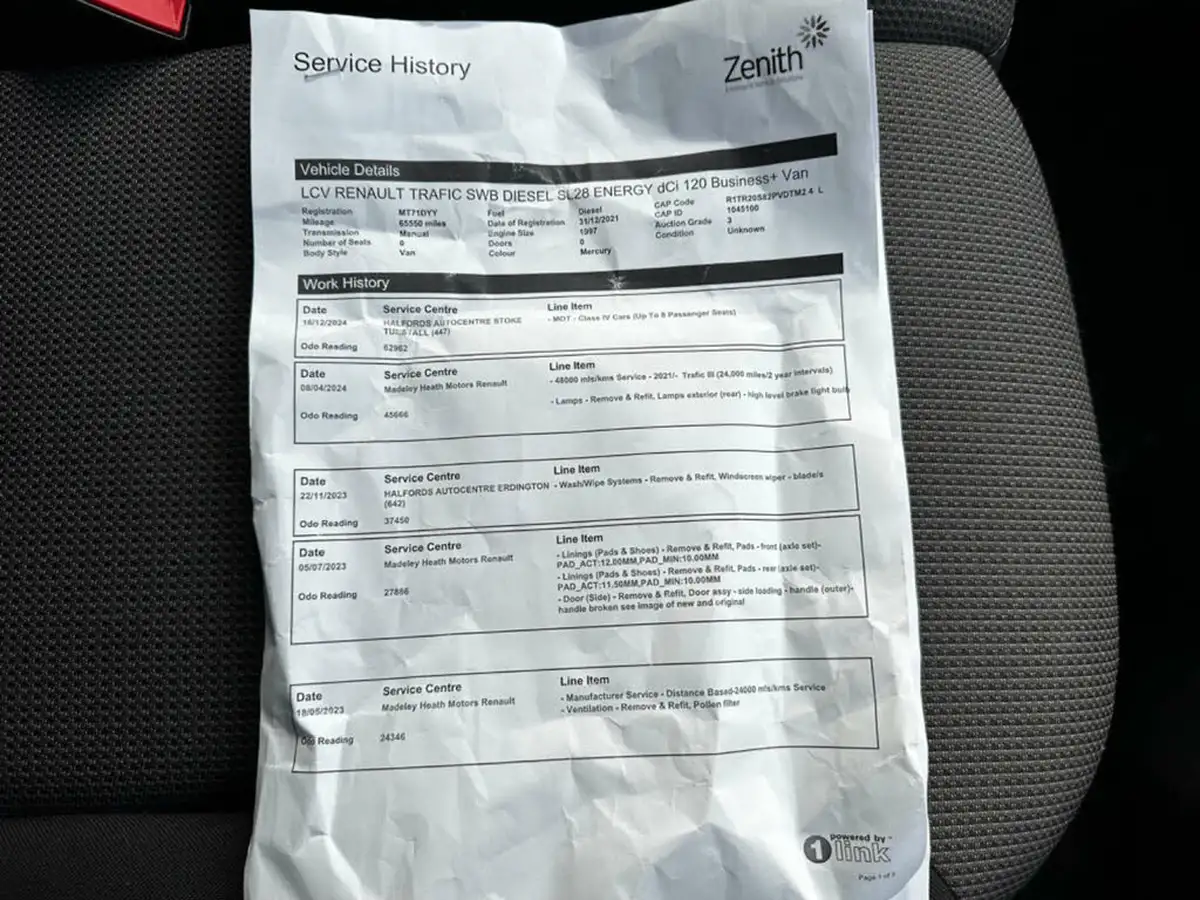 Service History
Zenith
Vehicle Details
LCV RENAULT TRAFIC SWB DIESEL SL28 ENERGY dCi 120 Business+ Van
Registration MT71DYY Fuel Diesel CAP Code R1TR20S82PVDTM2 4 L
Mileage 65550 miles Date of Registration 31/12/2021 CAP ID 1045100
Transmission Manual Engine Size 1997 Auction Grade 3
Number of Seats 0 Doors 0 Condition Unknown
Body Style Van Colour Mercury
Work History
Date Service Centre Line Item
16/12/2024 HALFORDS AUTOCENTRE STOKE - MOT - Class IV Cars (Up To 8 Passenger Seats)
(447)
Odo Reading 62962
Date Service Centre Line Item
08/04/2024 Madeley Heath Motors Renault - 48000 mls/kms Service - 2021/- Trafic III (24,000 miles/2 year intervals)
- Lamps - Remove & Refit, Lamps exterior (rear) - high level brake light bulb
Odo Reading 45666
Date Service Centre Line Item
22/11/2023 HALFORDS AUTOCENTRE ERDINGTON - Wash/Wipe Systems - Remove & Refit, Windscreen wiper - blade/s
(642)
Odo Reading 37450
Date Service Centre Line Item
05/07/2023 Madeley Heath Motors Renault - Linings (Pads & Shoes) - Remove & Refit, Pads - front (axle set)-
PAD_ACT:12.00MM,PAD_MIN:10.00MM
- Linings (Pads & Shoes) - Remove & Refit, Pads - rear (axle set)-
PAD_ACT:11.50MM,PAD_MIN:10.00MM
Odo Reading 27886
- Door (Side) - Remove & Refit, Door assy - side loading - handle (outer)-
handle broken see image of new and original
Date Service Centre Line Item
18/05/2023 Madeley Heath Motors Renault - Manufacturer Service - Distance Based-24000 mls/kms Service
- Ventilation - Remove & Refit, Pollen filter
Odo Reading 24346
powered by
1link
Page 1 of